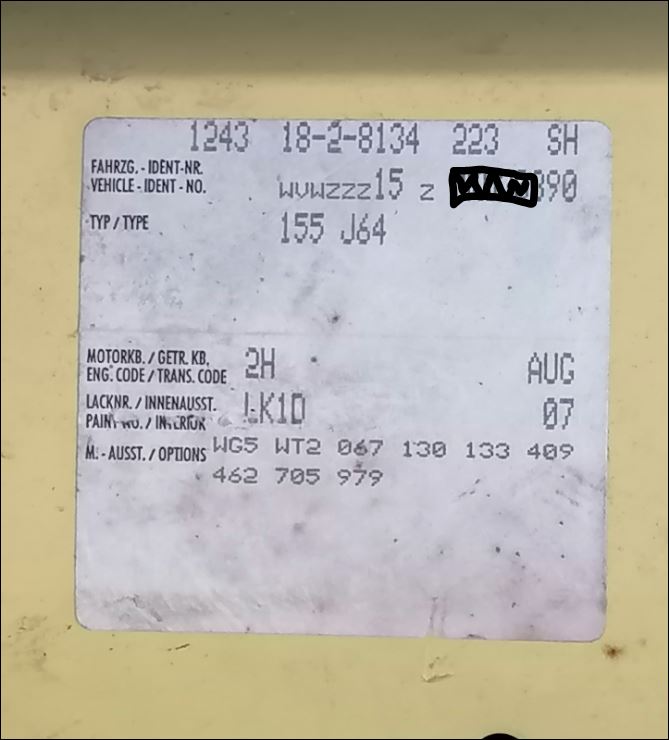 1243 18-2-8134 223 SH
FAHRZG.-IDENT-NR.
VEHICLE-IDENT-NO. WVWZZZ15 Z 890
TYP/TYPE 155 J64
MOTORKB./GETR.KB. 2H
ENG.CODE/TRANS.CODE AUG
LACKNR./INNENAUSST. LK1D
PAINT NO./INTERIOR 07
M.-AUSST./OPTIONS WG5 WT2 067 130 133 409
462 705 979